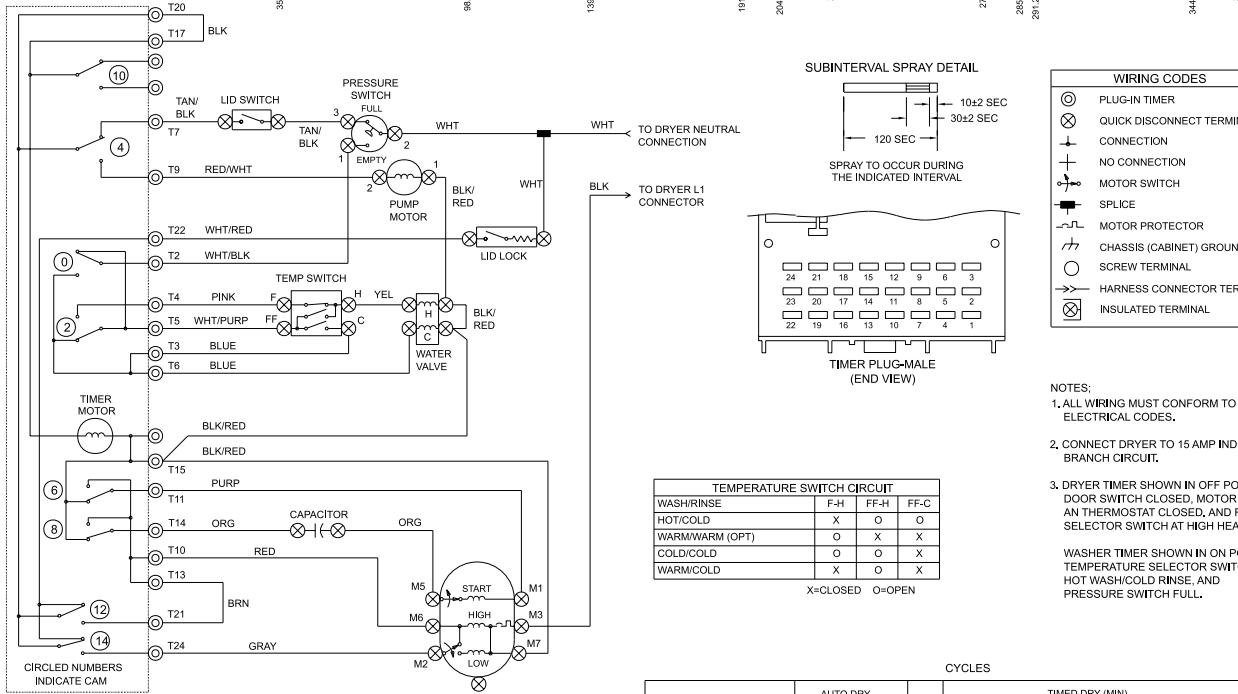 35
98.
139
191
204
27
285
291.2
344
T20
BLK
T17
10
TAN/
BLK
LID SWITCH
PRESSURE
SWITCH
FULL
3
T7
TAN/
BLK
WHT
2
WHT
TO DRYER NEUTRAL
CONNECTION
4
1
EMPTY
T9
RED/WHT
2
1
PUMP
MOTOR
BLK/
RED
WHT
BLK
TO DRYER L1
CONNECTOR
T22
WHT/RED
LID LOCK
0
T2
WHT/BLK
TEMP SWITCH
T4
PINK
F
H
YEL
H
BLK/
RED
2
T5
WHT/PURP
FF
C
C
T3
BLUE
T6
BLUE
WATER
VALVE
TIMER
MOTOR
BLK/RED
BLK/RED
T15
6
PURP
T11
8
T14
ORG
CAPACITOR
ORG
T10
RED
T13
BRN
12
T21
14
T24
GRAY
M5
START
M1
M6
HIGH
M3
M2
LOW
M7
CIRCLED NUMBERS
INDICATE CAM
SUBINTERVAL SPRAY DETAIL
10±2 SEC
30±2 SEC
120 SEC
SPRAY TO OCCUR DURING
THE INDICATED INTERVAL
24 21 18 15 12 9 6 3
23 20 17 14 11 8 5 2
22 19 16 13 10 7 4 1
TIMER PLUG-MALE
(END VIEW)
WIRING CODES
PLUG-IN TIMER
QUICK DISCONNECT TERMIN
CONNECTION
NO CONNECTION
MOTOR SWITCH
SPLICE
MOTOR PROTECTOR
CHASSIS (CABINET) GROUN
SCREW TERMINAL
HARNESS CONNECTOR TER
INSULATED TERMINAL
NOTES;
1. ALL WIRING MUST CONFORM TO
ELECTRICAL CODES.
2. CONNECT DRYER TO 15 AMP IND
BRANCH CIRCUIT.
3. DRYER TIMER SHOWN IN OFF PO
DOOR SWITCH CLOSED, MOTOR
AN THERMOSTAT CLOSED, AND F
SELECTOR SWITCH AT HIGH HEA
WASHER TIMER SHOWN IN ON PO
TEMPERATURE SELECTOR SWITC
HOT WASH/COLD RINSE, AND
PRESSURE SWITCH FULL.
TEMPERATURE SWITCH CIRCUIT
WASH/RINSE F-H FF-H FF-C
HOT/COLD X O O
WARM/WARM (OPT) O X X
COLD/COLD O O X
WARM/COLD X O X
X=CLOSED O=OPEN
CYCLES
AUTO DRY
TIMED DRY (MIN)